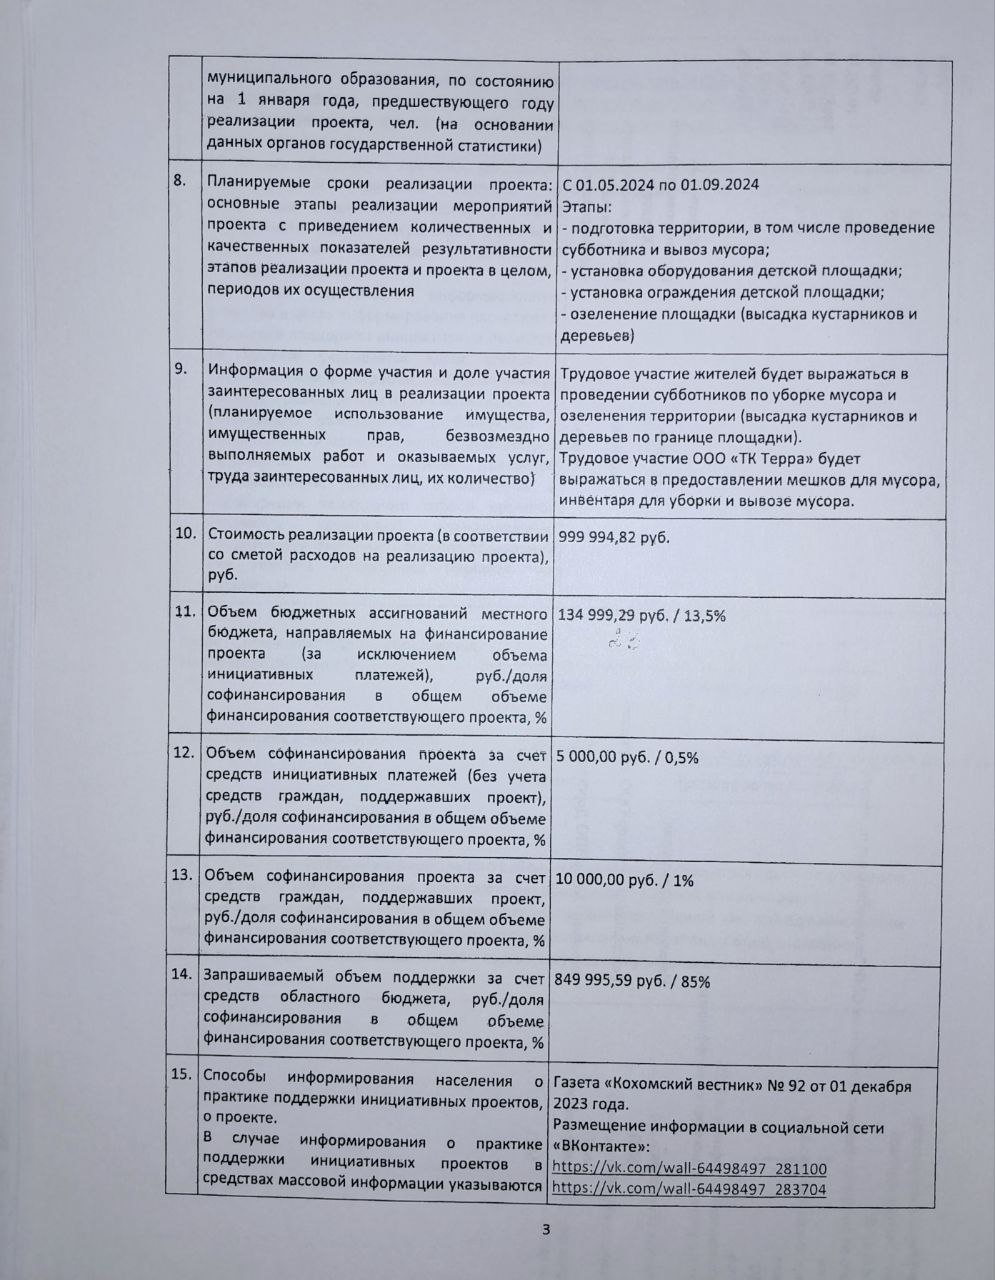 муниципального образования, по состоянию
на 1 января года, предшествующего году
реализации проекта, чел. (на основании
данных органов государственной статистики)
8.
Планируемые сроки реализации проекта:
основные этапы реализации мероприятий
проекта с приведением количественных и
качественных показателей результативности
этапов реализации проекта и проекта в целом,
периодов их осуществления
С 01.05.2024 по 01.09.2024
Этапы:
- подготовка территории, в том числе проведение
субботника и вывоз мусора;
- установка оборудования детской площадки;
- установка ограждения детской площадки;
- озеленение площадки (высадка кустарников и
деревьев)
9.
Информация о форме участия и доле участия
заинтересованных лиц в реализации проекта
(планируемое использование имущества,
имущественных прав, безвозмездно
выполняемых работ и оказываемых услуг,
труда заинтересованных лиц, их количество)
Трудовое участие жителей будет выражаться в
проведении субботников по уборке мусора и
озеленения территории (высадка кустарников и
деревьев по границе площадки).
Трудовое участие ООО «ТК Терра» будет
выражаться в предоставлении мешков для мусора,
инвентаря для уборки и вывозе мусора.
10.
Стоимость реализации проекта (в соответствии
со сметой расходов на реализацию проекта),
руб.
999 994,82 руб.
11.
Объем бюджетных ассигнований местного
бюджета, направляемых на финансирование
проекта (за исключением объема
инициативных платежей), руб./доля
софинансирования в общем объеме
финансирования соответствующего проекта, %
134 999,29 руб. / 13,5%
12.
Объем софинансирования проекта за счет
средств инициативных платежей (без учета
средств граждан, поддержавших проект),
руб./доля софинансирования в общем объеме
финансирования соответствующего проекта, %
5 000,00 руб. / 0,5%
13.
Объем софинансирования проекта за счет
средств граждан, поддержавших проект,
руб./доля софинансирования в общем объеме
финансирования соответствующего проекта, %
10 000,00 руб. / 1%
14.
Запрашиваемый объем поддержки за счет
средств областного бюджета, руб./доля
софинансирования в общем объеме
финансирования соответствующего проекта, %
849 995,59 руб. / 85%
15.
Способы информирования населения о
практике поддержки инициативных проектов,
о проекте.
В случае информирования о практике
поддержки инициативных проектов в
средствах массовой информации указываются
Газета «Кохомский вестник» № 92 от 01 декабря
2023 года.
Размещение информации в социальной сети
«ВКонтакте»:
https://vk.com/wall-64498497_281100
https://vk.com/wall-64498497_283704
3